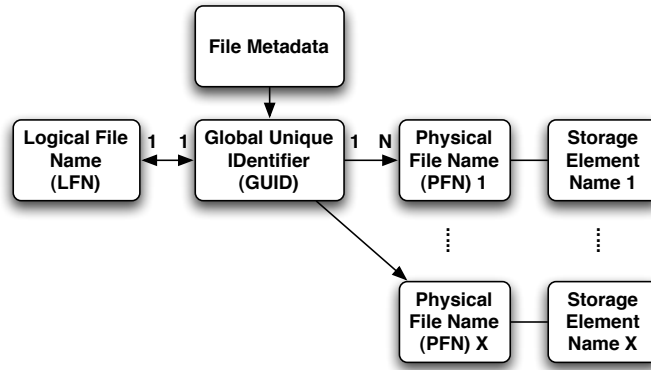 File Metadata
Logical File
Name
(LFN)
1 1
Global Unique
IDentifier
(GUID)
1 N
Physical
File Name
(PFN) 1
Storage
Element
Name 1
Physical
File Name
(PFN) X
Storage
Element
Name X